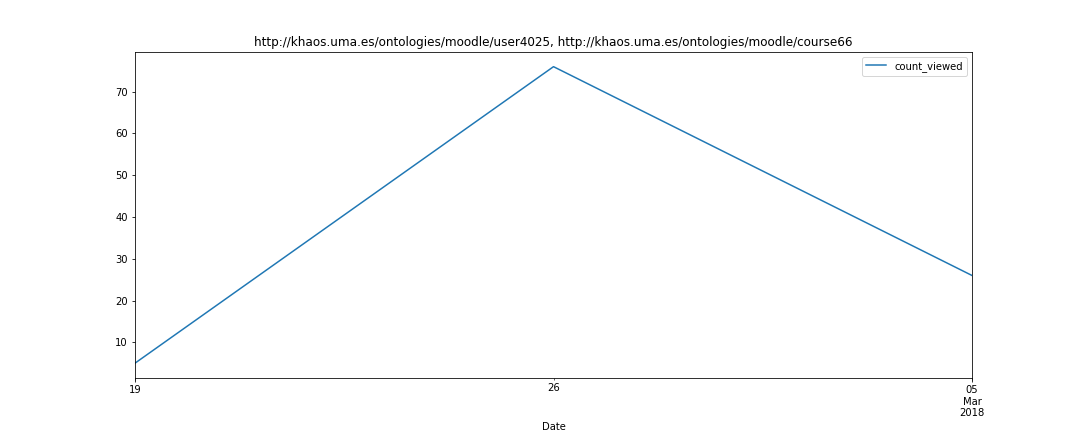 http://khaos.uma.es/ontologies/moodle/user4025, http://khaos.uma.es/ontologies/moodle/course66
count_viewed
70
60
50
40
30
20
10
19
26
05
Mar
2018
Date